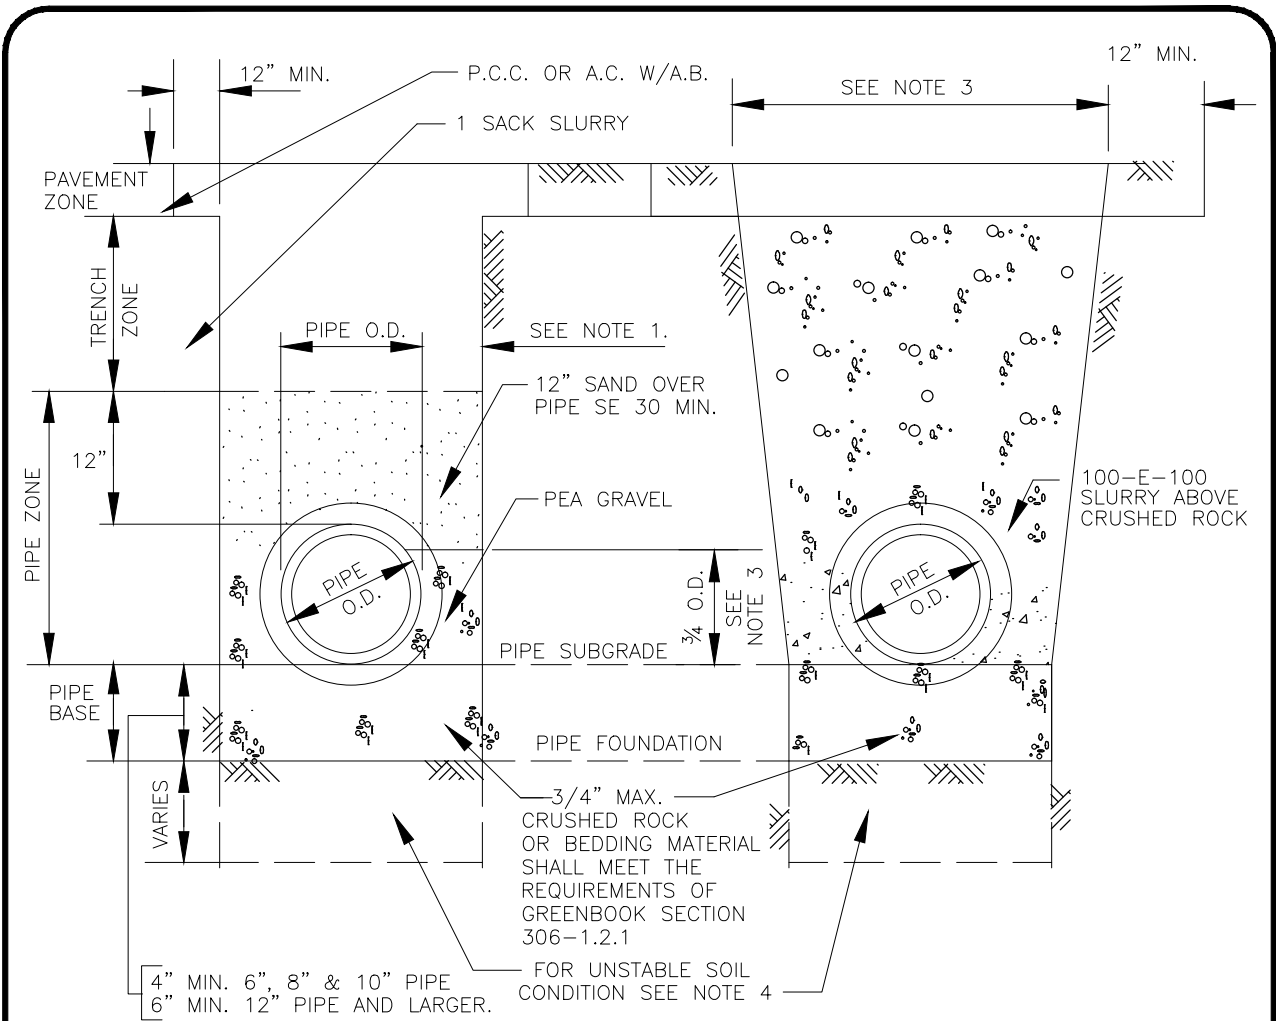 12” MIN.
P.C.C. OR A.C. W/A.B.
SEE NOTE 3
12” MIN.
1 SACK SLURRY
PAVEMENT
ZONE
TRENCH
ZONE
PIPE O.D.
SEE NOTE 1.
12” SAND OVER
PIPE SE 30 MIN.
12”
PIPE ZONE
PEA GRAVEL
100-E-100
SLURRY ABOVE
CRUSHED ROCK
PIPE
O.D.
3/4 O.D.
SEE
NOTE 3
PIPE
O.D.
PIPE SUBGRADE
PIPE
BASE
PIPE FOUNDATION
VARIES
3/4” MAX.
CRUSHED ROCK
OR BEDDING MATERIAL
SHALL MEET THE
REQUIREMENTS OF
GREENBOOK SECTION
306-1.2.1
FOR UNSTABLE SOIL
CONDITION SEE NOTE 4
4” MIN. 6”, 8” & 10” PIPE
6” MIN. 12” PIPE AND LARGER.